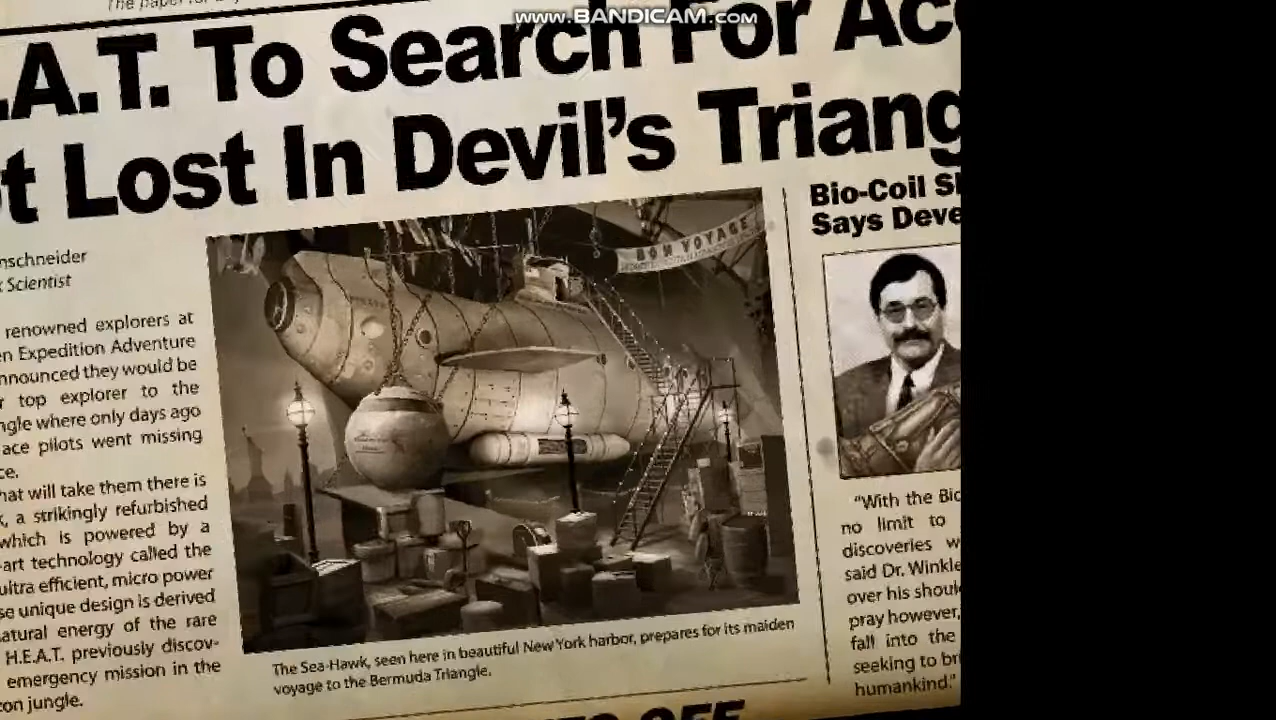 The paper for
www.BANDICAM.com
.A.T. To Search For Ac
t Lost In Devil's Triang
nschneider
Scientist
renowned explorers at
en Expedition Adventure
nnounced they would be
r top explorer to the
ngle where only days ago
ace pilots went missing
ce.
hat will take them there is
k, a strikingly refurbished
which is powered by a
-art technology called the
ultra efficient, micro power
se unique design is derived
natural energy of the rare
H.E.A.T. previously discov-
emergency mission in the
zon jungle.
BON VOYAGE
The Sea-Hawk, seen here in beautiful New York harbor, prepares for its maiden
voyage to the Bermuda Triangle.
Bio-Coil S
Says Deve
"With the Bio
no limit to
discoveries w
said Dr. Winkle
over his shoul
pray however,
fall into the
seeking to br
humankind."
OFF